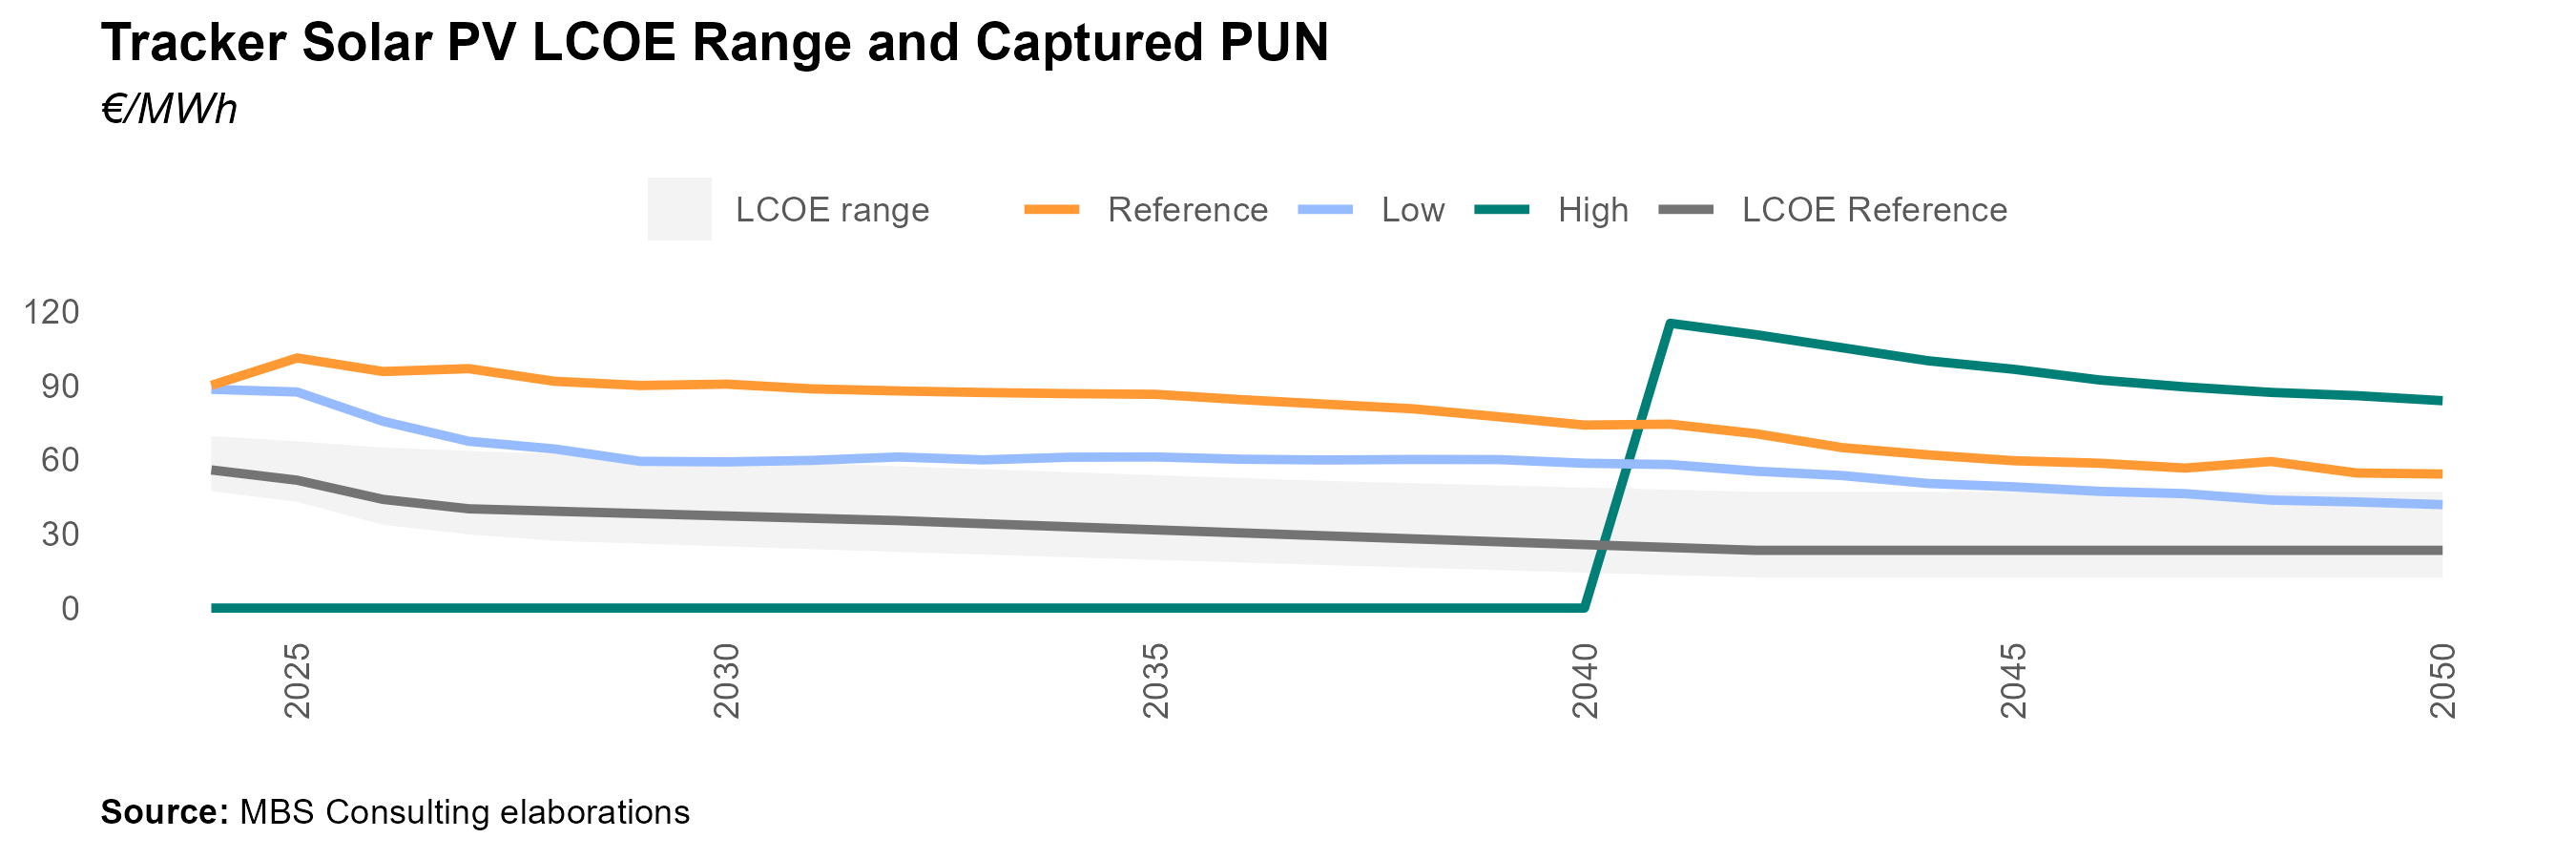 Tracker Solar PV LCOE Range and Captured PUN
€/MWh
LCOE range Reference Low High LCOE Reference
120
90
60
30
0
2025 2030 2035 2040 2045 2050
Source: MBS Consulting elaborations